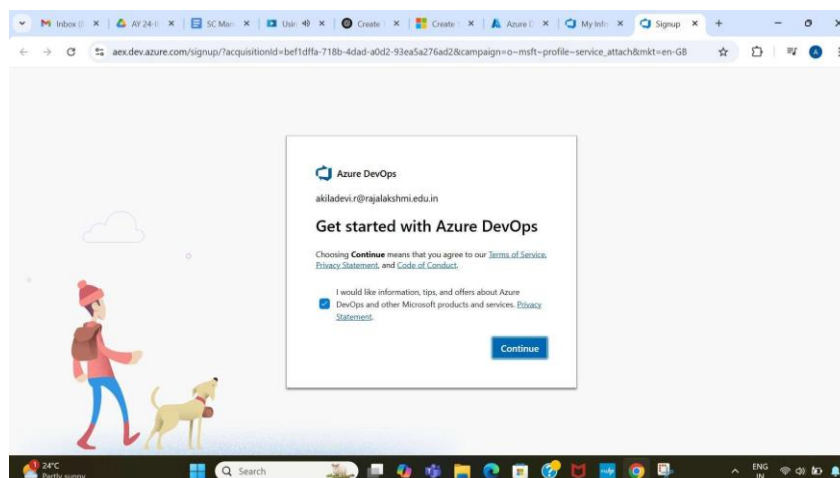 Inbox (
AY 24-II
SC Man
Usin
Create
Create
Azure D
My Info
Signup
aex.dev.azure.com/signup/?acquisitionId=bef1dffa-718b-4dad-a0d2-93ea5a276ad2&campaign=o~msft~profile~service_attach&mkt=en-GB
A
Azure DevOps
akiladevi.r@rajalakshmi.edu.in
Get started with Azure DevOps
Choosing Continue means that you agree to our Terms of Service,
Privacy Statement, and Code of Conduct.
I would like information, tips, and offers about Azure
DevOps and other Microsoft products and services. Privacy
Statement.
Continue
24°C
Partly sunny
Search
ENG
IN